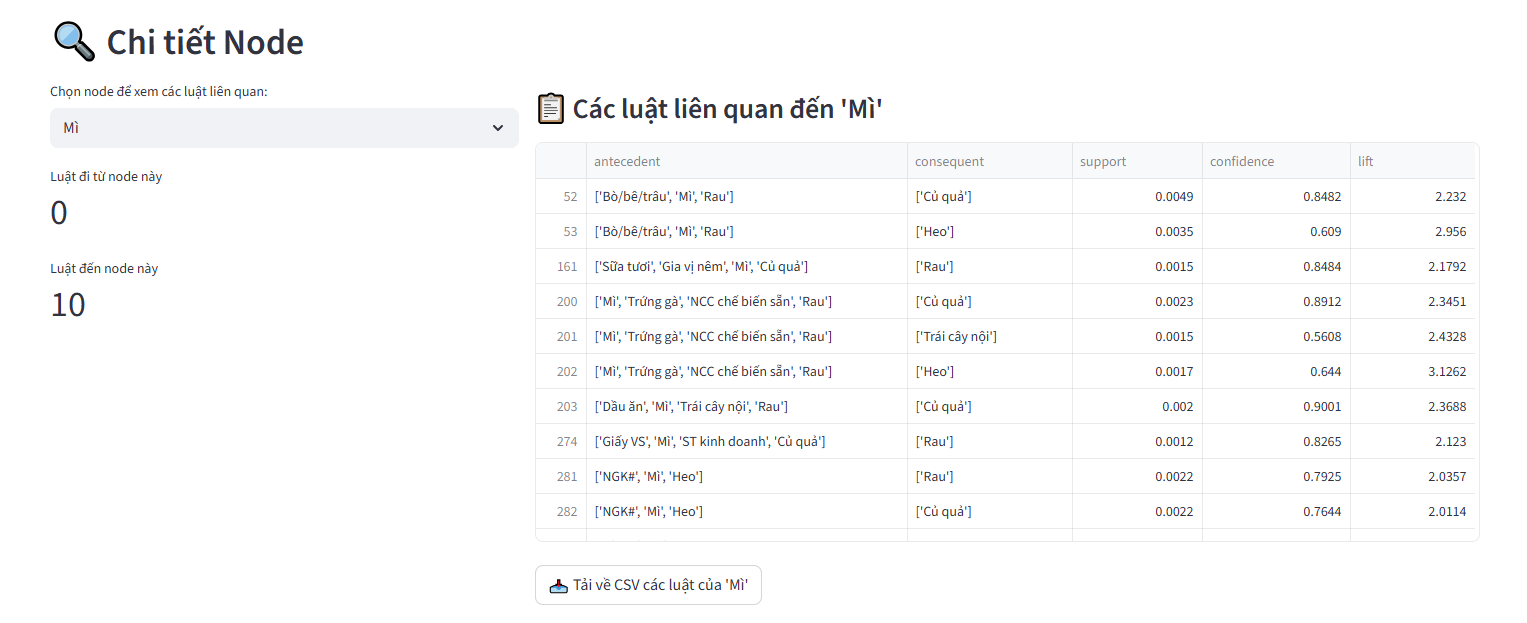 Chi tiết Node
Chọn node để xem các luật liên quan:
Mì
Luật đi từ node này
0
Luật đến node này
10
Các luật liên quan đến 'Mì'
antecedent consequent support confidence lift
52 ['Bò/bê/trâu', 'Mì', 'Rau'] ['Củ quả'] 0.0049 0.8482 2.232
53 ['Bò/bê/trâu', 'Mì', 'Rau'] ['Heo'] 0.0035 0.609 2.956
161 ['Sữa tươi', 'Gia vị nêm', 'Mì', 'Củ quả'] ['Rau'] 0.0015 0.8484 2.1792
200 ['Mì', 'Trứng gà', 'NCC chế biến sẵn', 'Rau'] ['Củ quả'] 0.0023 0.8912 2.3451
201 ['Mì', 'Trứng gà', 'NCC chế biến sẵn', 'Rau'] ['Trái cây nội'] 0.0015 0.5608 2.4328
202 ['Mì', 'Trứng gà', 'NCC chế biến sẵn', 'Rau'] ['Heo'] 0.0017 0.644 3.1262
203 ['Dầu ăn', 'Mì', 'Trái cây nội', 'Rau'] ['Củ quả'] 0.002 0.9001 2.3688
274 ['Giấy VS', 'Mì', 'ST kinh doanh', 'Củ quả'] ['Rau'] 0.0012 0.8265 2.123
281 ['NGK#', 'Mì', 'Heo'] ['Rau'] 0.0022 0.7925 2.0357
282 ['NGK#', 'Mì', 'Heo'] ['Củ quả'] 0.0022 0.7644 2.0114
Tải về CSV các luật của 'Mì'